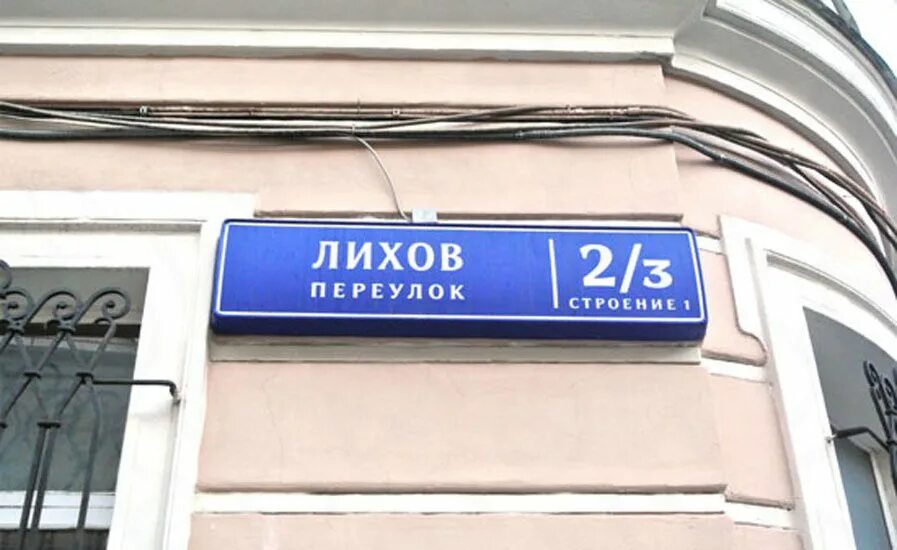 ЛИХОВ
ПЕРЕУЛОК
2/3
СТРОЕНИЕ 1